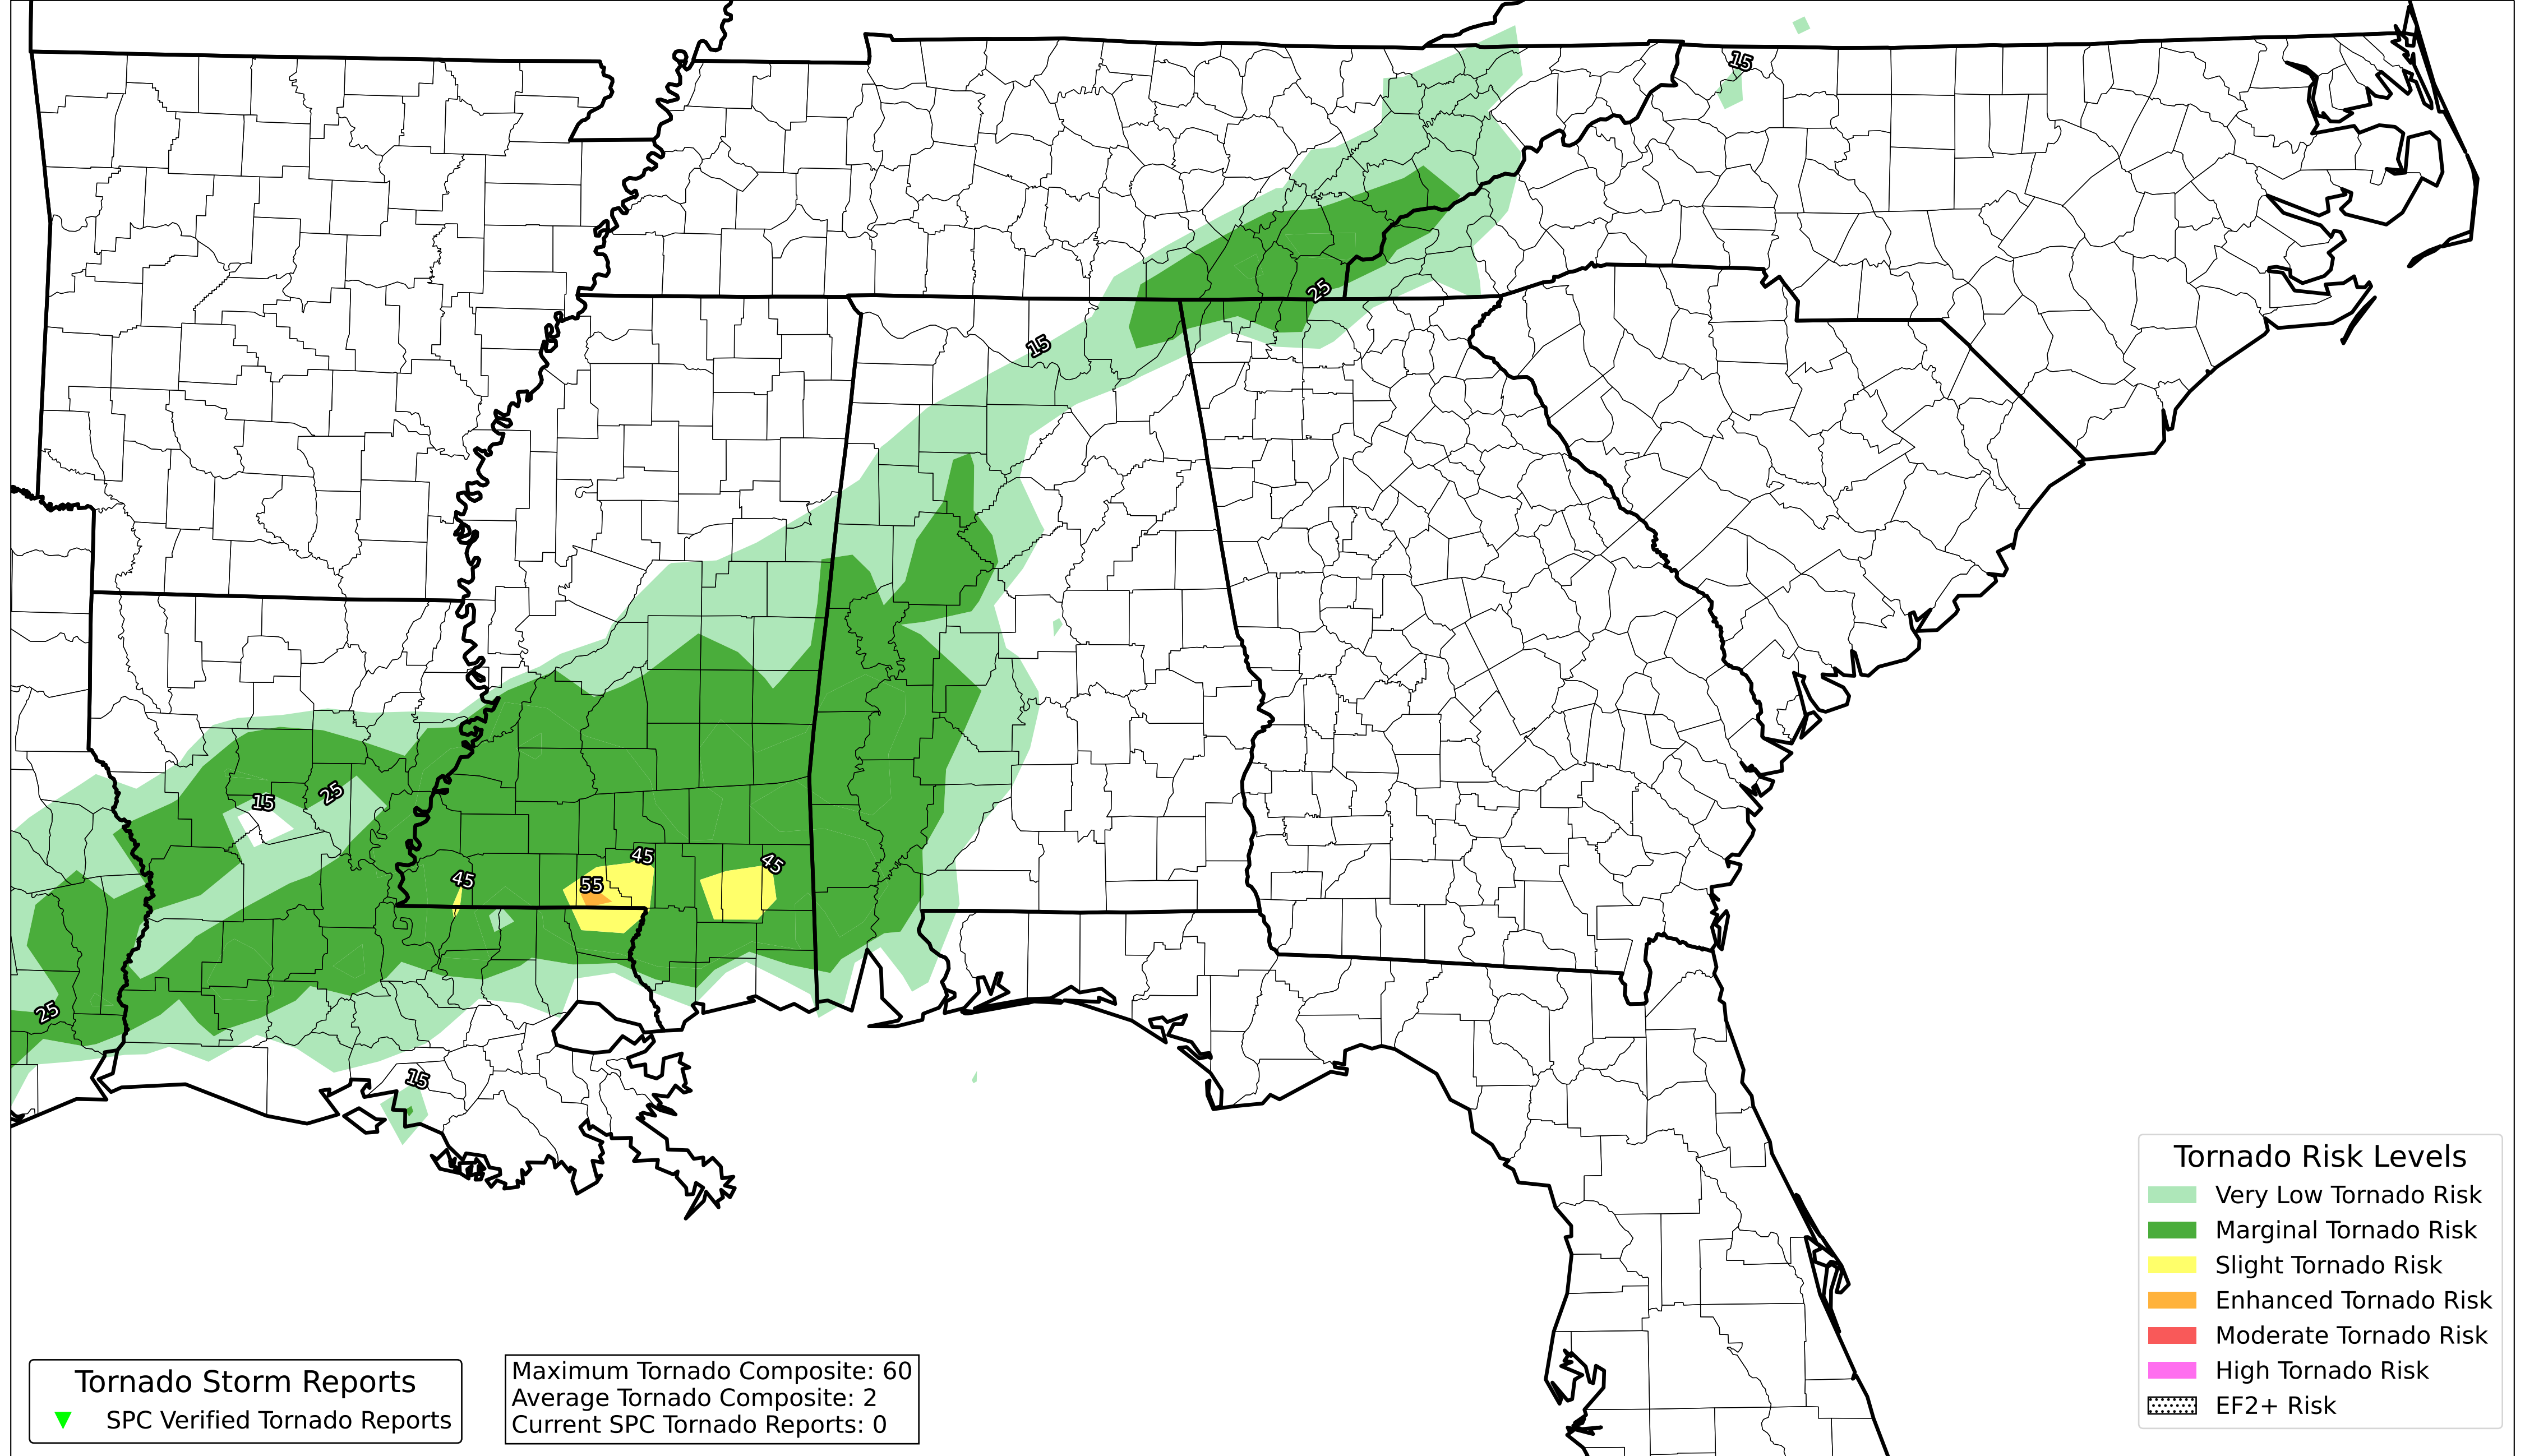 15
25
15
15
25
45
45
45
55
25
15
Tornado Risk Levels
Very Low Tornado Risk
Marginal Tornado Risk
Slight Tornado Risk
Enhanced Tornado Risk
Moderate Tornado Risk
High Tornado Risk
EF2+ Risk
Tornado Storm Reports
SPC Verified Tornado Reports
Maximum Tornado Composite: 60
Average Tornado Composite: 2
Current SPC Tornado Reports: 0